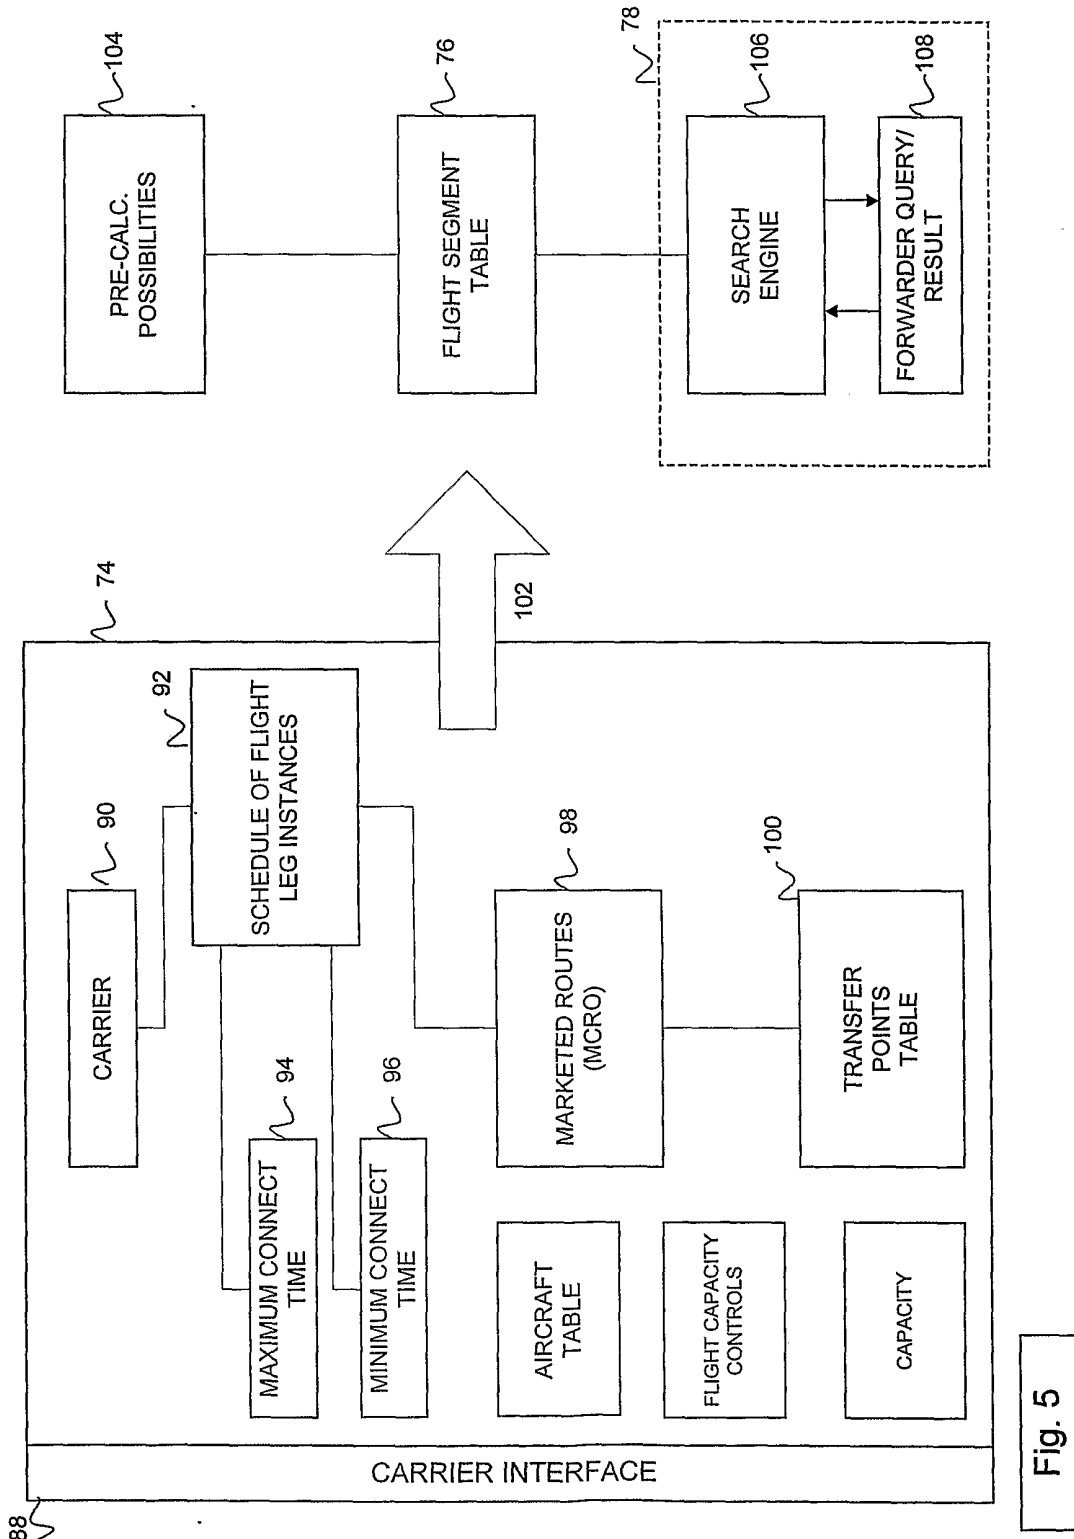 88
CARRIER INTERFACE
74
CARRIER
90
SCHEDULE OF FLIGHT
LEG INSTANCES
92
MAXIMUM CONNECT
TIME
94
MINIMUM CONNECT
TIME
96
AIRCRAFT
TABLE
MARKETED ROUTES
(MCRO)
98
FLIGHT CAPACITY
CONTROLS
CAPACITY
TRANSFER
POINTS
TABLE
100
102
PRE-CALC.
POSSIBILITIES
104
FLIGHT SEGMENT
TABLE
76
78
SEARCH
ENGINE
106
FORWARDER QUERY/
RESULT
108
Fig. 5